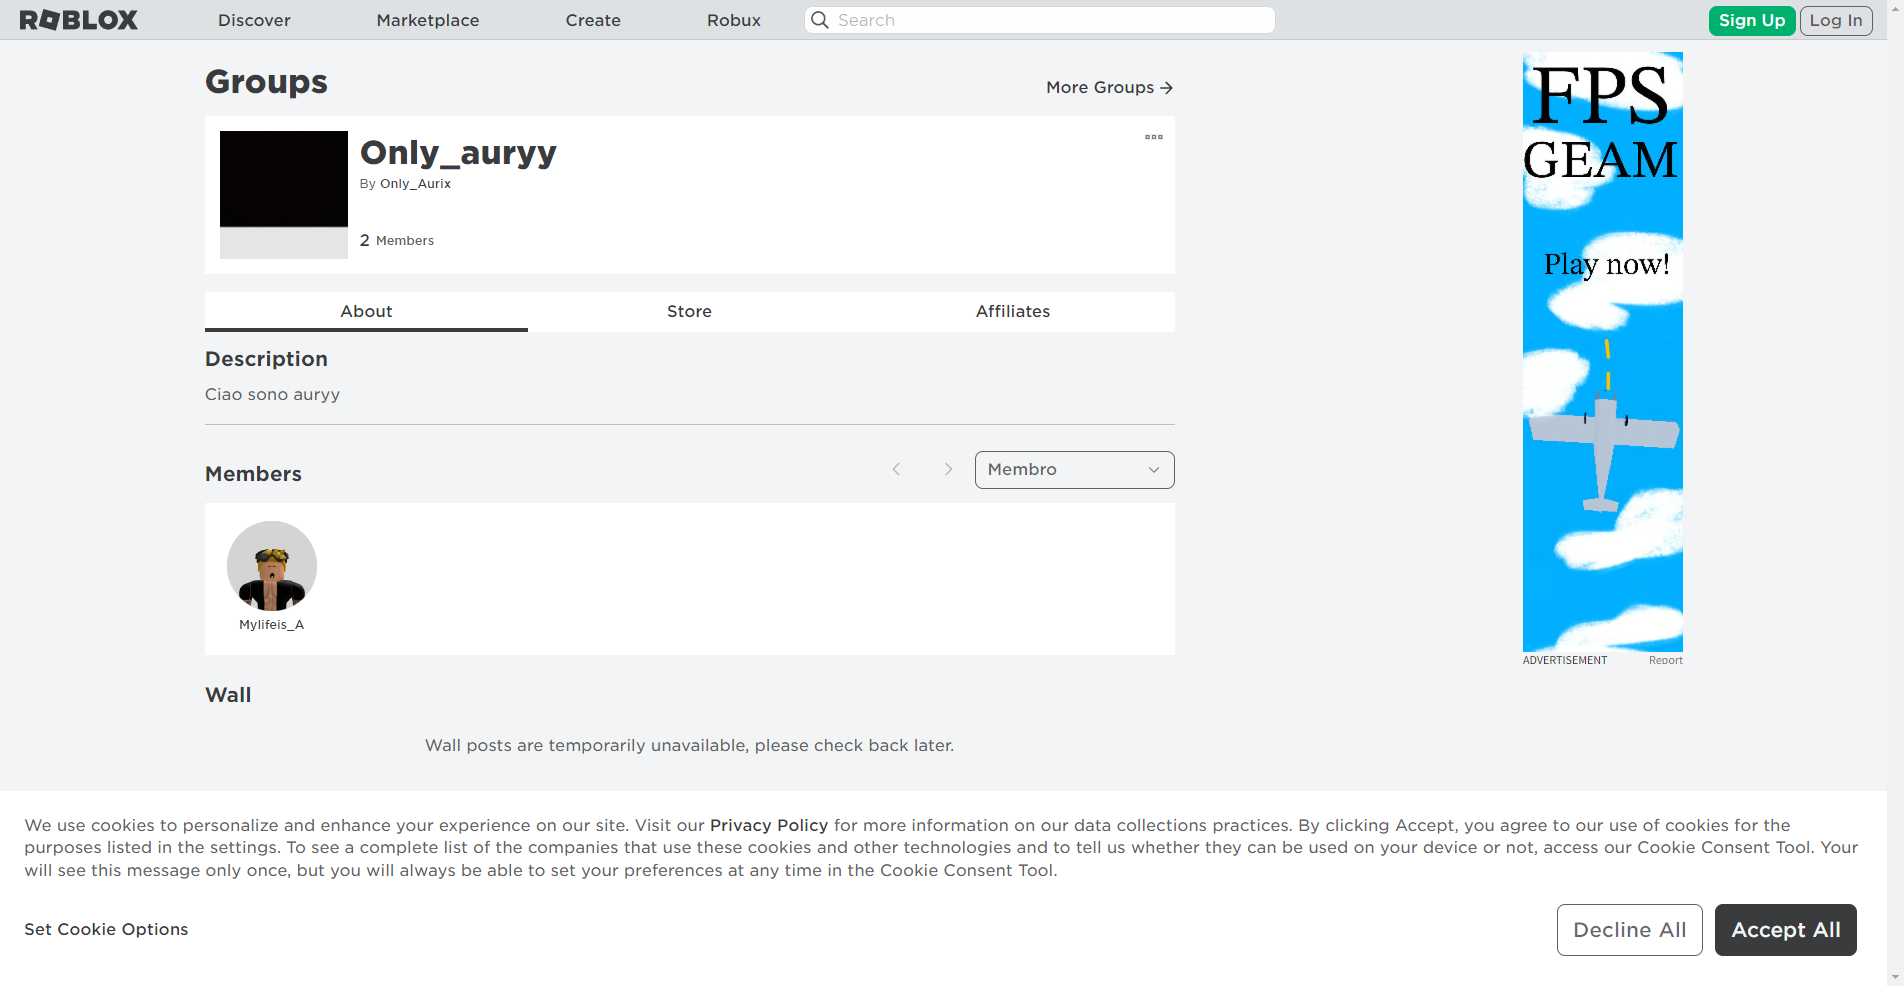 ROBLOX
Discover
Marketplace
Create
Robux
Search
Sign Up
Log In
Groups
More Groups
Only_auryy
By Only_Aurix
2 Members
About
Store
Affiliates
Description
Ciao sono auryy
Members
Membro
Mylifeis_A
Wall
Wall posts are temporarily unavailable, please check back later.
FPS
GEAM
Play now!
ADVERTISEMENT
Report
We use cookies to personalize and enhance your experience on our site. Visit our Privacy Policy for more information on our data collections practices. By clicking Accept, you agree to our use of cookies for the
purposes listed in the settings. To see a complete list of the companies that use these cookies and other technologies and to tell us whether they can be used on your device or not, access our Cookie Consent Tool. Your
will see this message only once, but you will always be able to set your preferences at any time in the Cookie Consent Tool.
Set Cookie Options
Decline All
Accept All